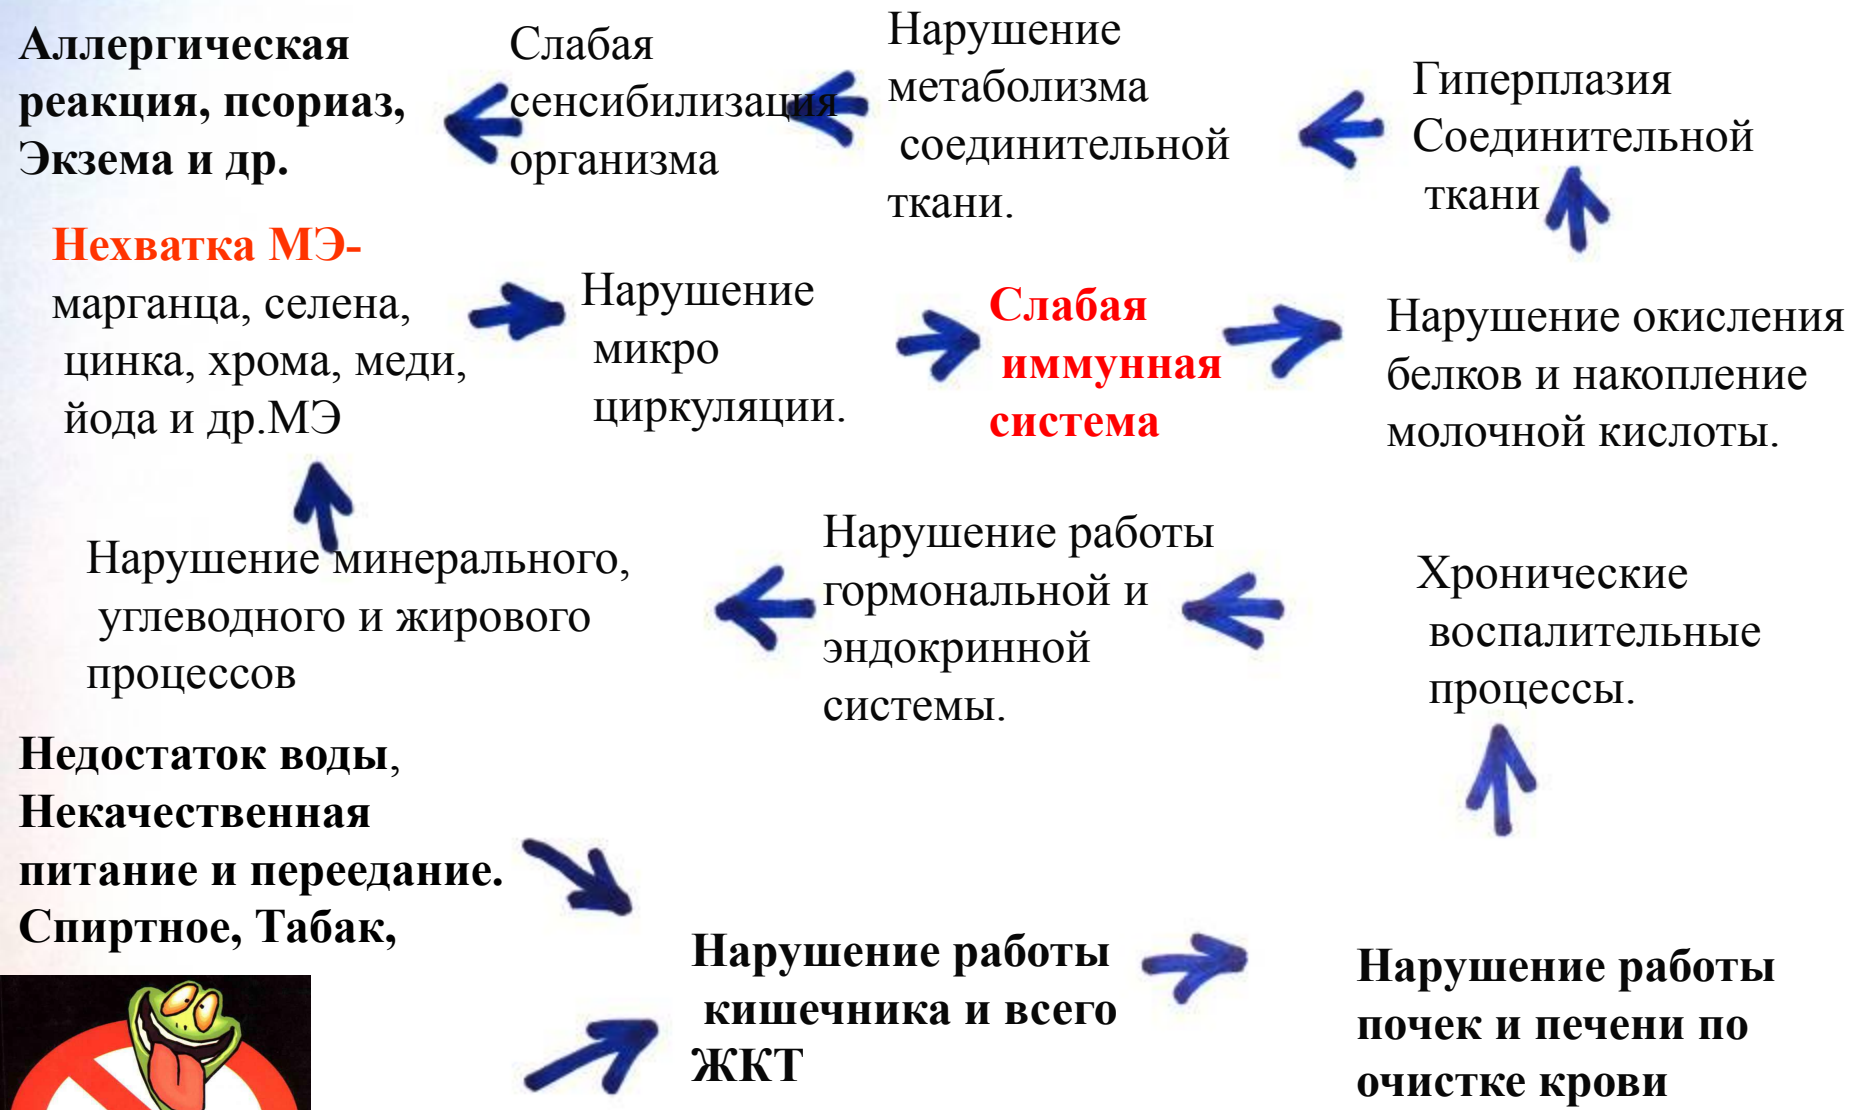 Аллергическая
реакция, псориаз,
Экзема и др.
Слабая
сенсибилизация
организма
Нарушение
метаболизма
соединительной
ткани.
Гиперплазия
Соединительной
ткани
Нехватка МЭ-
марганца, селена,
цинка, хрома, меди,
йода и др.МЭ
Нарушение
микро
циркуляции.
Слабая
иммунная
система
Нарушение окисления
белков и накопление
молочной кислоты.
Нарушение минерального,
углеводного и жирового
процессов
Нарушение работы
гормональной и
эндокринной
системы.
Хронические
воспалительные
процессы.
Недостаток воды,
Некачественная
питание и переедание.
Спиртное, Табак,
Нарушение работы
кишечника и всего
ЖКТ
Нарушение работы
почек и печени по
очистке крови